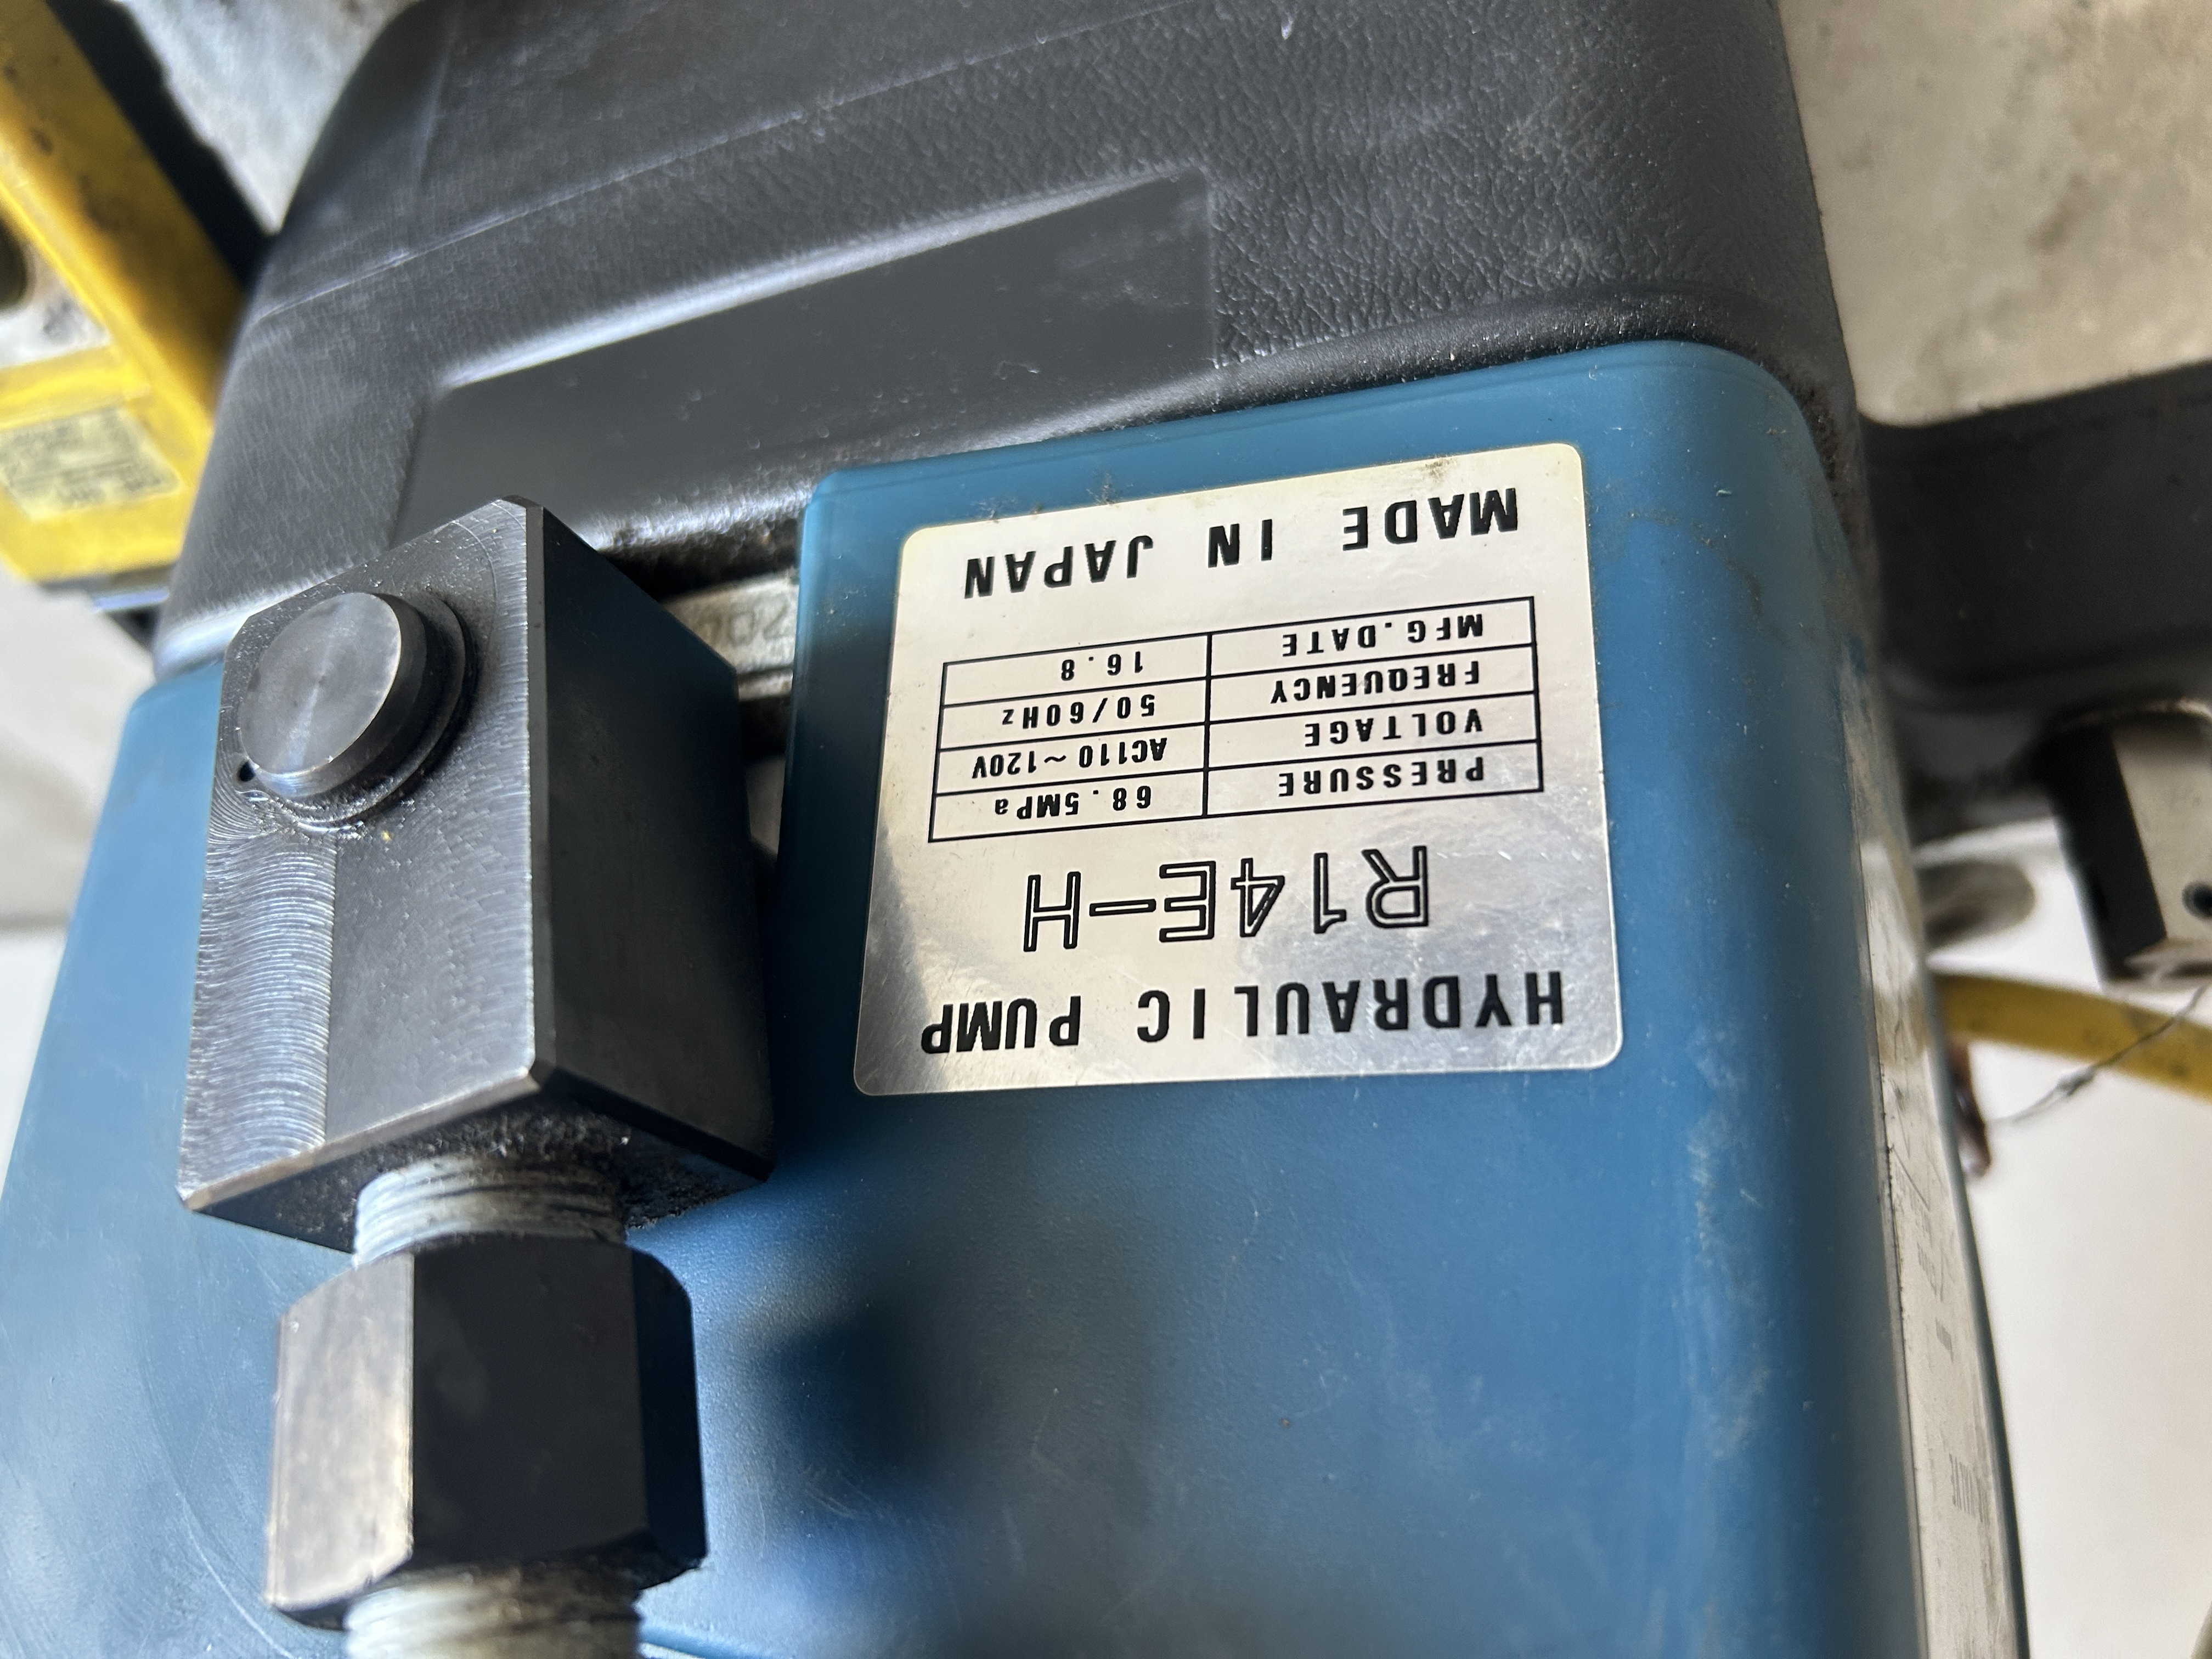 HYDRAULIC PUMP
R14E-H
PRESSURE 68.5MPa
VOLTAGE AC110~120V
FREQUENCY 50/60Hz
MFG.DATE 16.8
MADE IN JAPAN